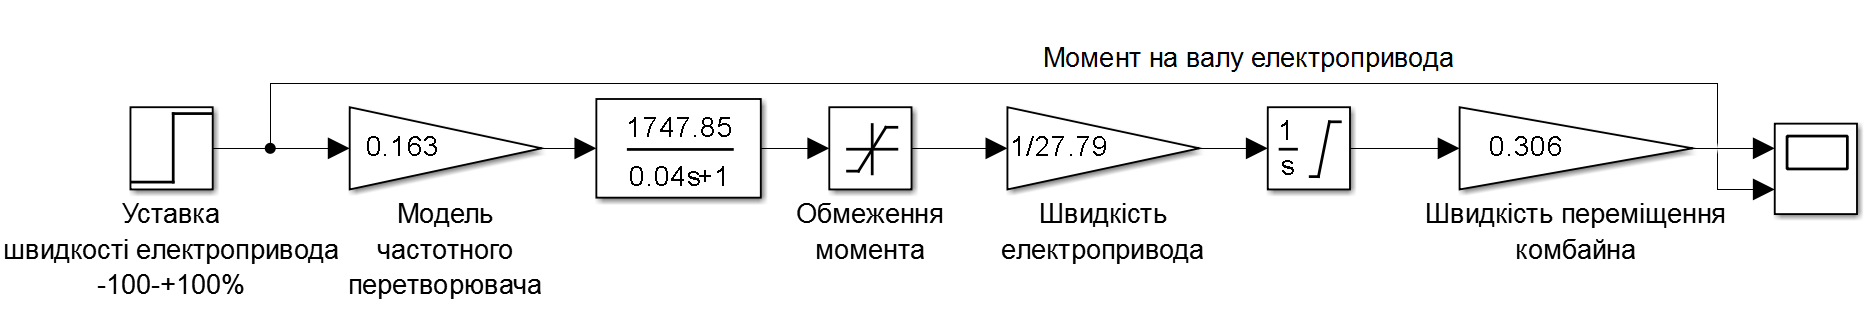 Момент на валу електропривода
0.163
1747.85
0.04s+1
1/27.79
1
s
0.306
Уставка
швидкості електропривода
-100-+100%
Модель
частотного
перетворювача
Обмеження
момента
Швидкість
електропривода
Швидкість переміщення
комбайна